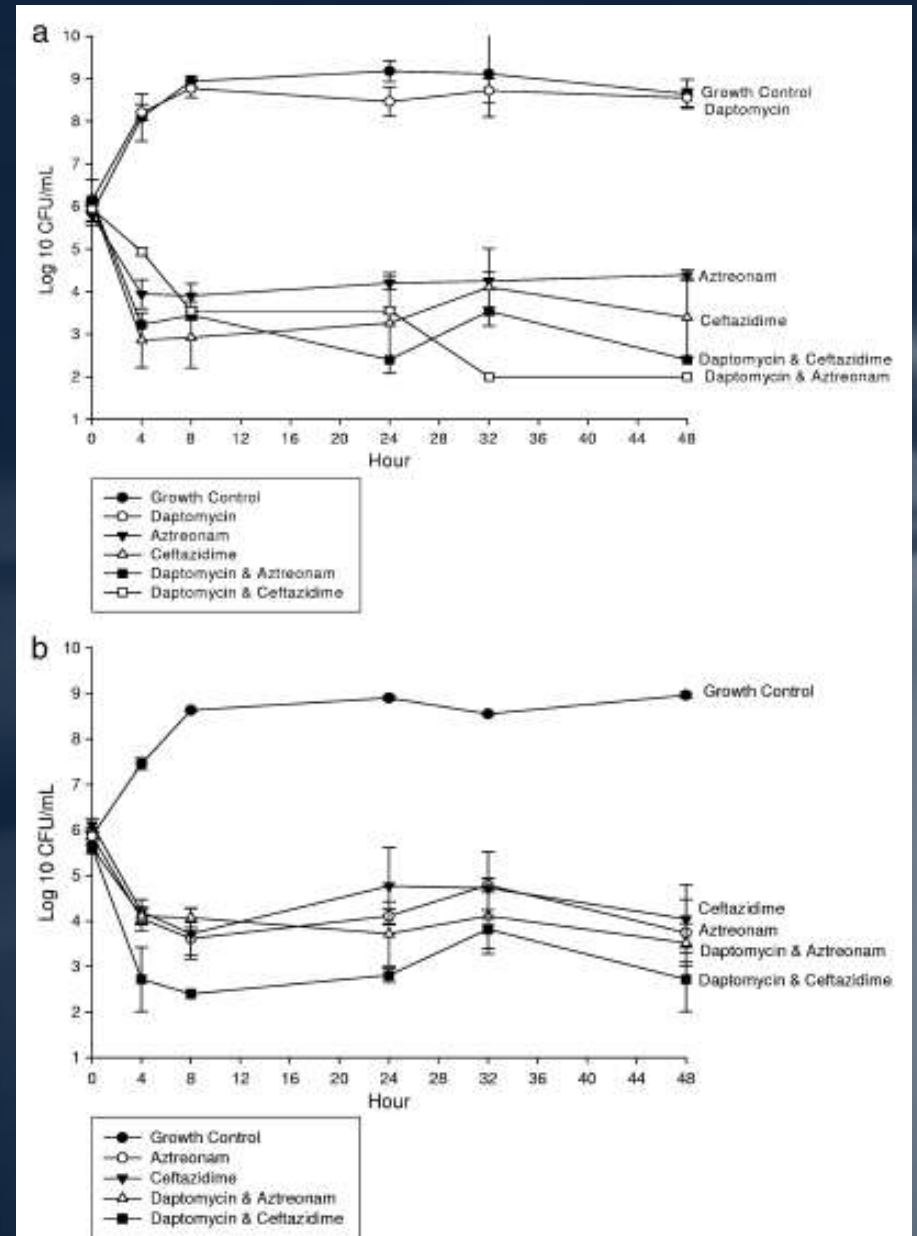 a
10
9
8
7
6
5
4
3
2
1
Log 10 CFU/mL
Growth Control
Daptomycin
Aztreonam
Ceftazidime
Daptomycin & Ceftazidime
Daptomycin & Aztreonam
0 4 8 12 16 20 24 28 32 36 40 44 48
Hour
Growth Control
Daptomycin
Aztreonam
Ceftazidime
Daptomycin & Aztreonam
Daptomycin & Ceftazidime
b
10
9
8
7
6
5
4
3
2
1
Log 10 CFU/mL
Growth Control
Ceftazidime
Aztreonam
Daptomycin & Aztreonam
Daptomycin & Ceftazidime
0 4 8 12 16 20 24 28 32 36 40 44 48
Hour
Growth Control
Aztreonam
Ceftazidime
Daptomycin & Aztreonam
Daptomycin & Ceftazidime